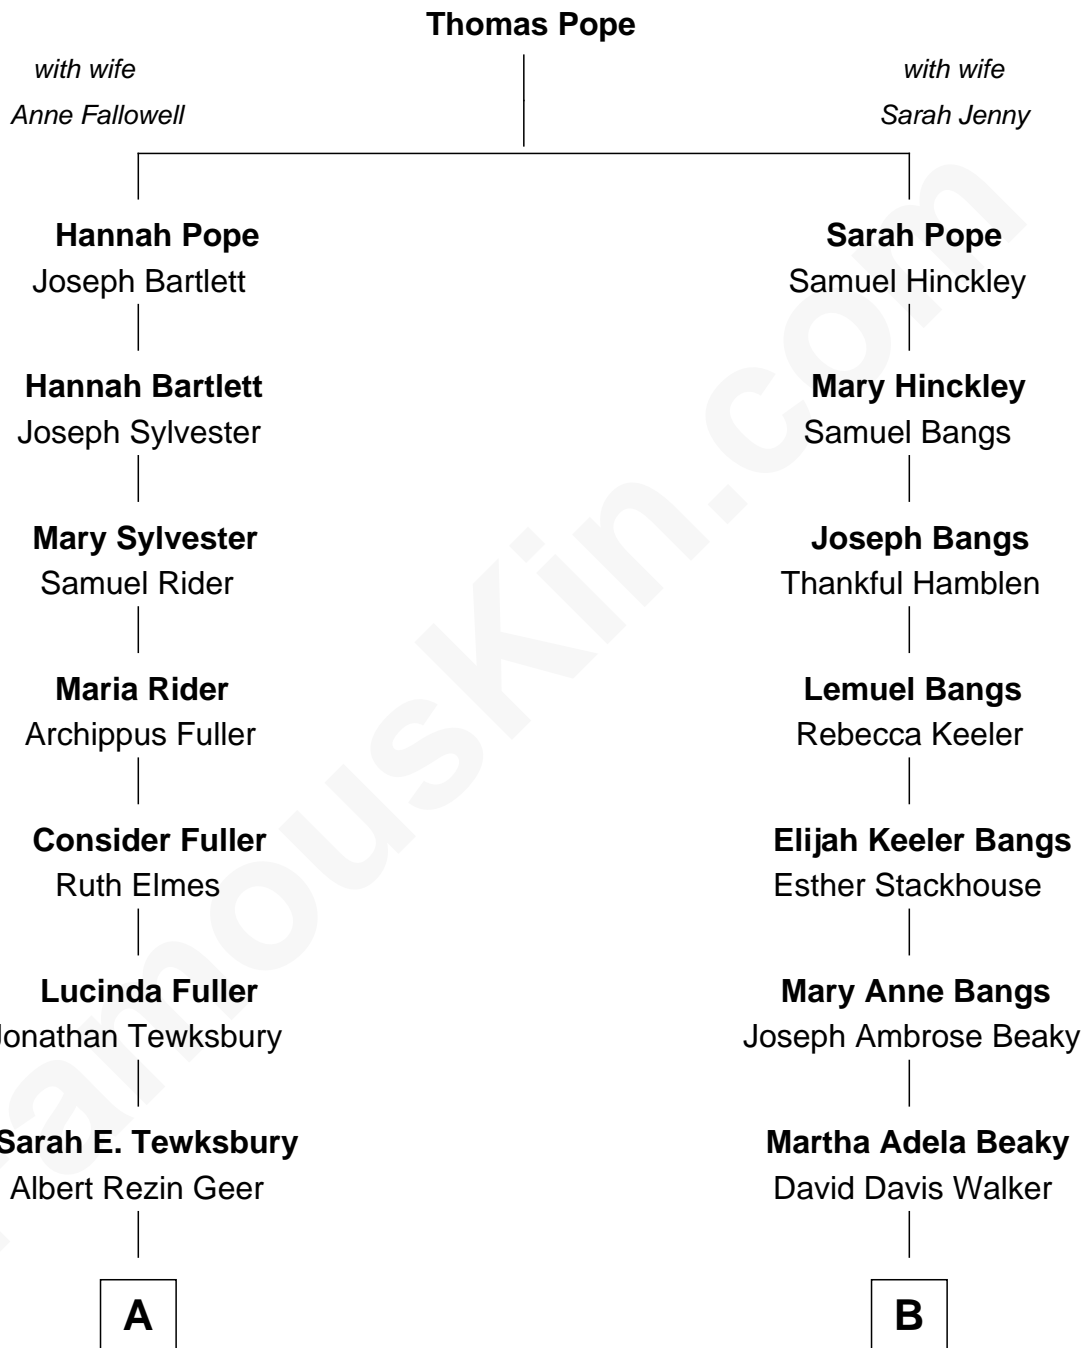 Thomas Pope
with wife
Anne Fallowell
with wife
Sarah Jenny
Hannah Pope
Joseph Bartlett
Sarah Pope
Samuel Hinckley
Hannah Bartlett
Joseph Sylvester
Mary Hinckley
Samuel Bangs
Mary Sylvester
Samuel Rider
Joseph Bangs
Thankful Hamblen
Maria Rider
Archippus Fuller
Lemuel Bangs
Rebecca Keeler
Consider Fuller
Ruth Elmes
Elijah Keeler Bangs
Esther Stackhouse
Lucinda Fuller
Jonathan Tewksbury
Mary Anne Bangs
Joseph Ambrose Beaky
Sarah E. Tewksbury
Albert Rezin Geer
Martha Adela Beaky
David Davis Walker
A
B
FamousKin.com